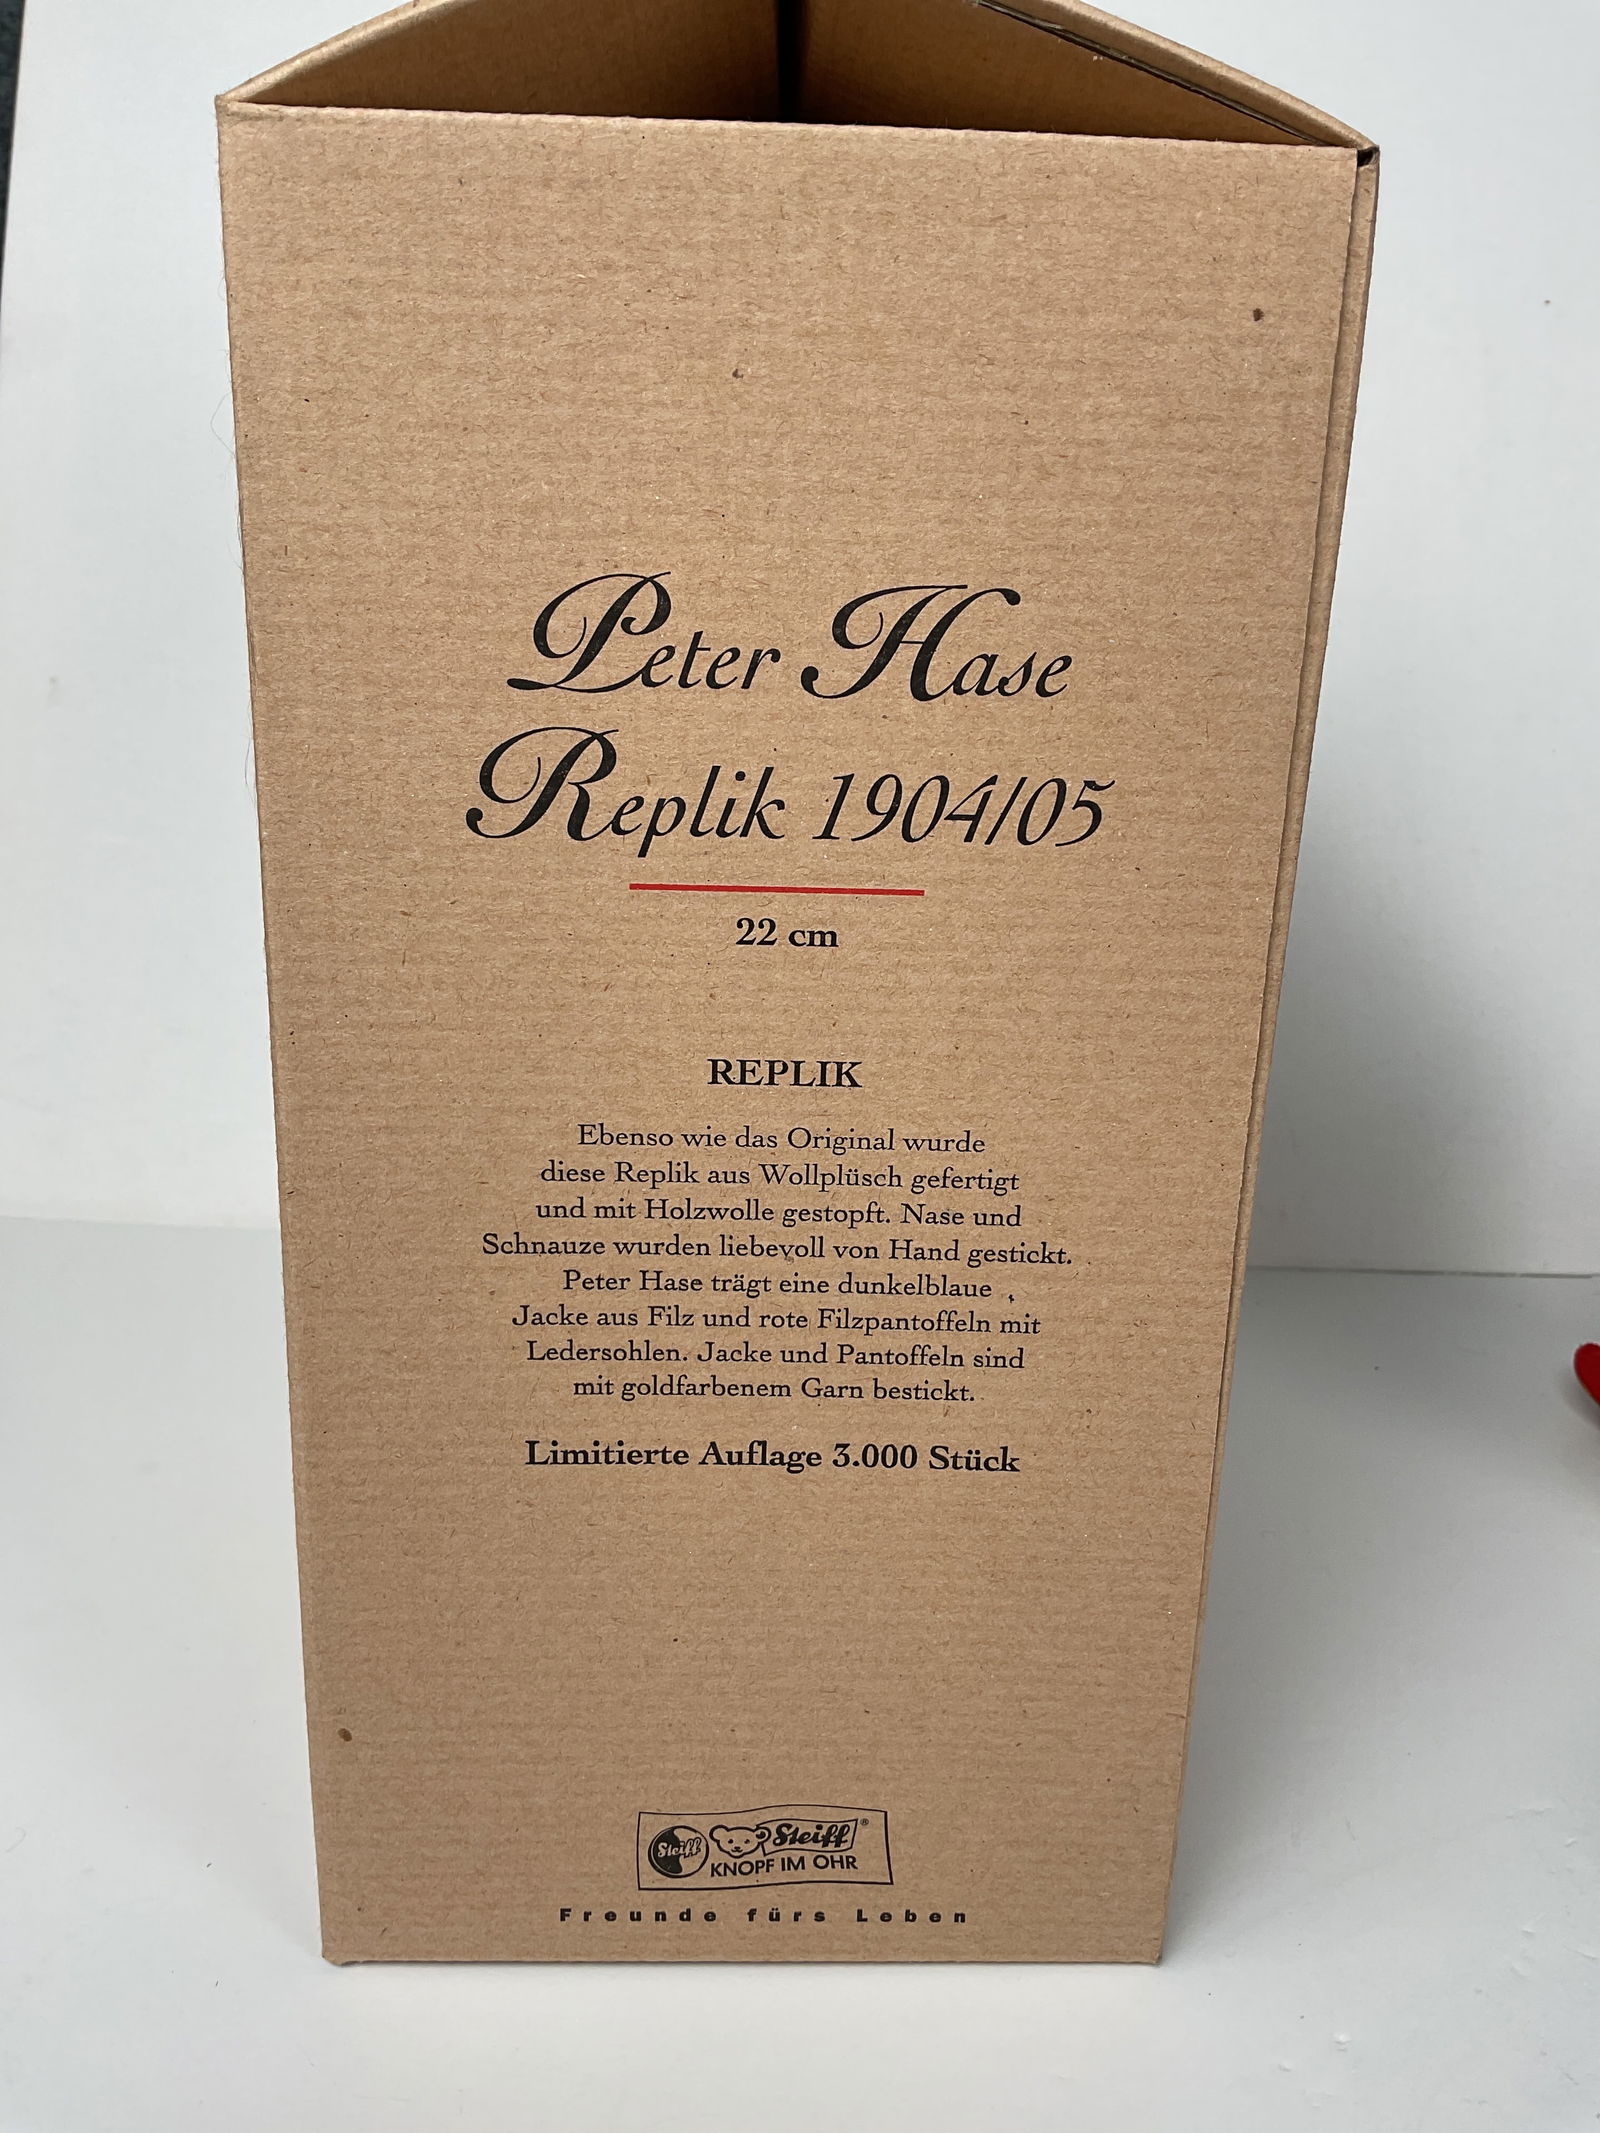 Peter Hase
Replik 1904/05
22 cm
REPLIK
Ebenso wie das Original wurde
diese Replik aus Wollplüsch gefertigt
und mit Holzwolle gestopft. Nase und
Schnauze wurden liebevoll von Hand gestickt.
Peter Hase trägt eine dunkelblaue
Jacke aus Filz und rote Filzpantoffeln mit
Ledersohlen. Jacke und Pantoffeln sind
mit goldfarbenem Garn bestickt.
Limitierte Auflage 3.000 Stück
Steiff Steiff®
KNOPF IM OHR
Freunde fürs Leben